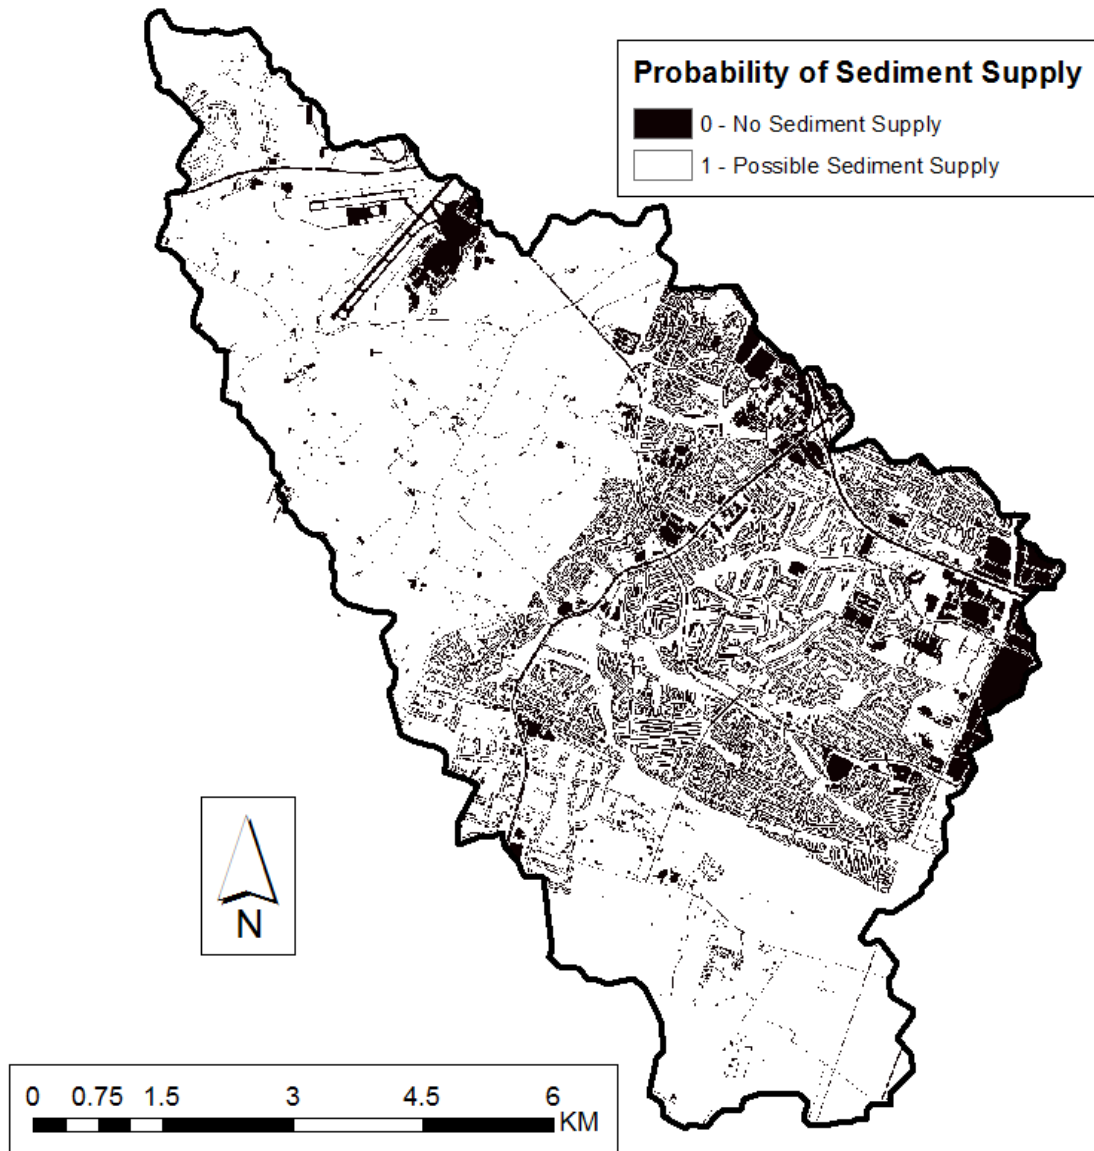 Probability of Sediment Supply
0 - No Sediment Supply
1 - Possible Sediment Supply
N
0 0.75 1.5 3 4.5 6
KM